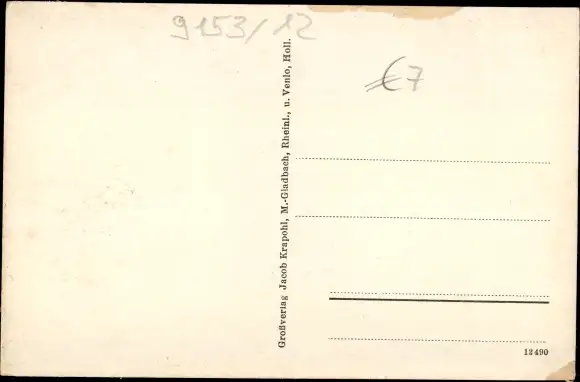 9153/12
€7
Großverlag Jacob Krapohl, M.-Gladbach, Rheinl., u. Venlo, Holl.
12490